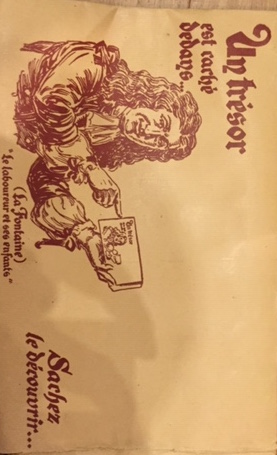 Un trésor
est caché
dedans
(La Fontaine)
"Le laboureur et ses enfants"
Sachez
le découvrir...